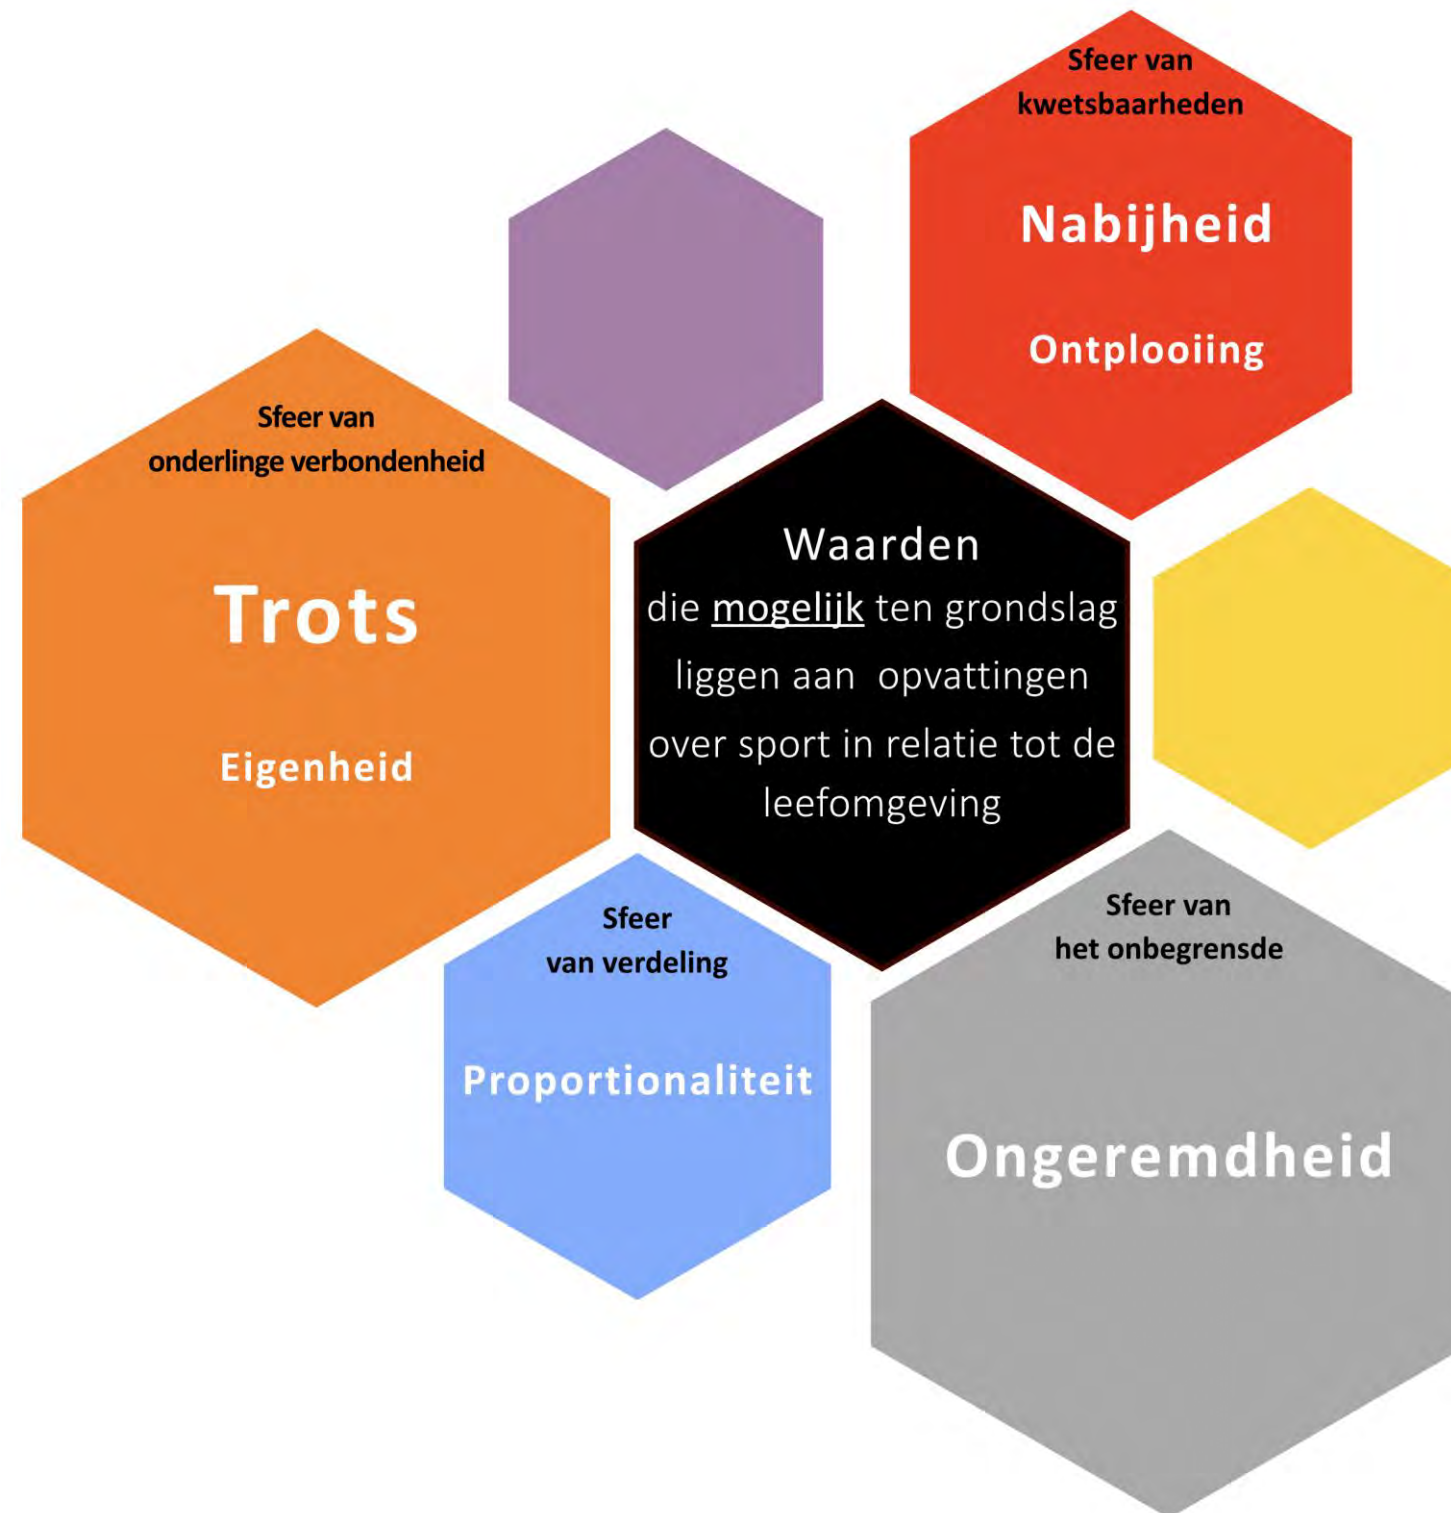 Sfeer van
kwetsbaarheden
Nabijheid
Ontplooiing
Sfeer van
onderlinge verbondenheid
Trots
Eigenheid
Waarden
die mogelijk ten grondslag
liggen aan opvattingen
over sport in relatie tot de
leefomgeving
Sfeer
van verdeling
Proportionaliteit
Sfeer van
het onbegrensde
Ongeremdheid